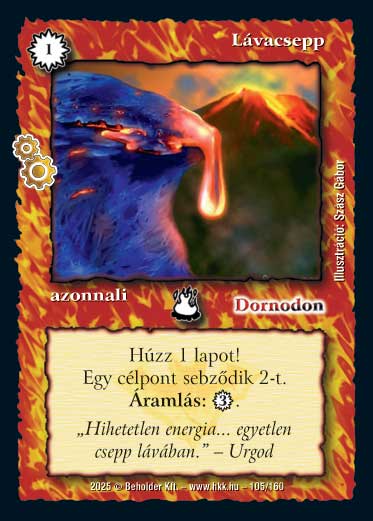 Lávacsepp
1
Illusztráció: Szász Gábor
azonnali
Dornodon
Húzz 1 lapot!
Egy célpont sebződik 2-t.
Áramlás: 3.
„Hihetetlen energia... egyetlen
csepp lávában.” – Urgod
2025 © Beholder Kft. – www.hkk.hu – 105/160